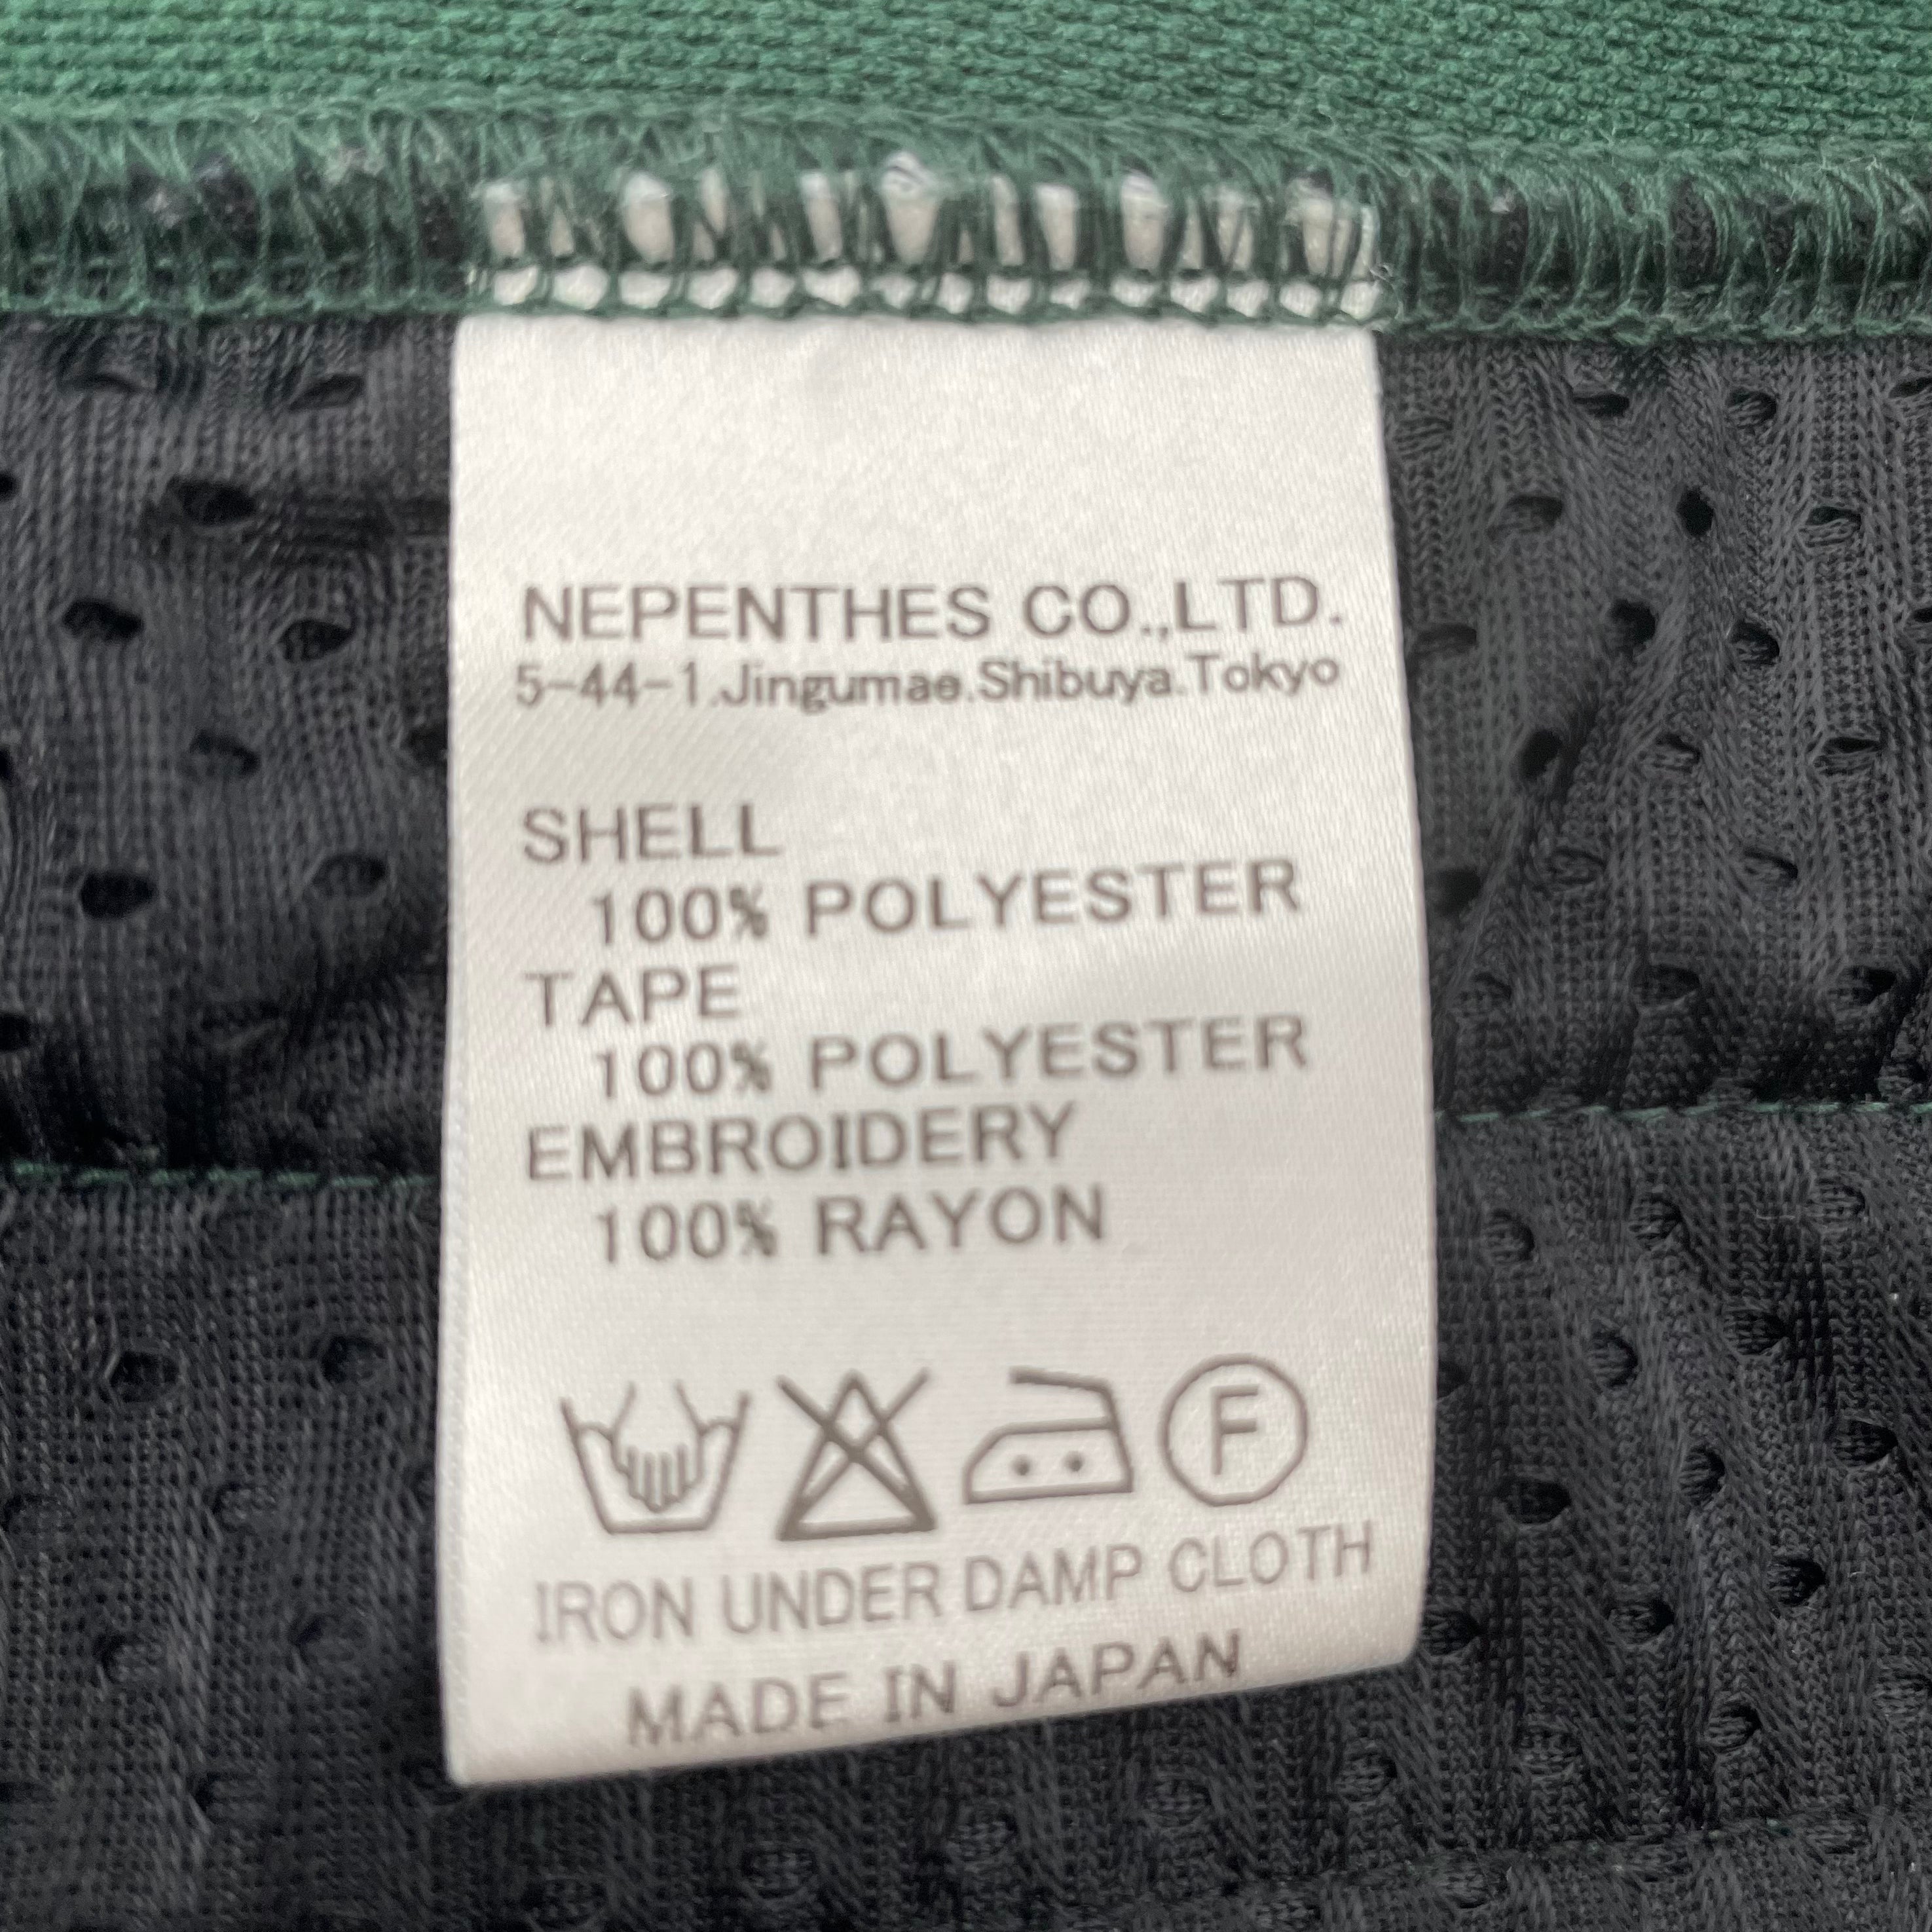 NEPENTHES CO.,LTD.
5-44-1.Jingumae.Shibuya.Tokyo
SHELL
100% POLYESTER
TAPE
100% POLYESTER
EMBROIDERY
100% RAYON
F
IRON UNDER DAMP CLOTH
MADE IN JAPAN